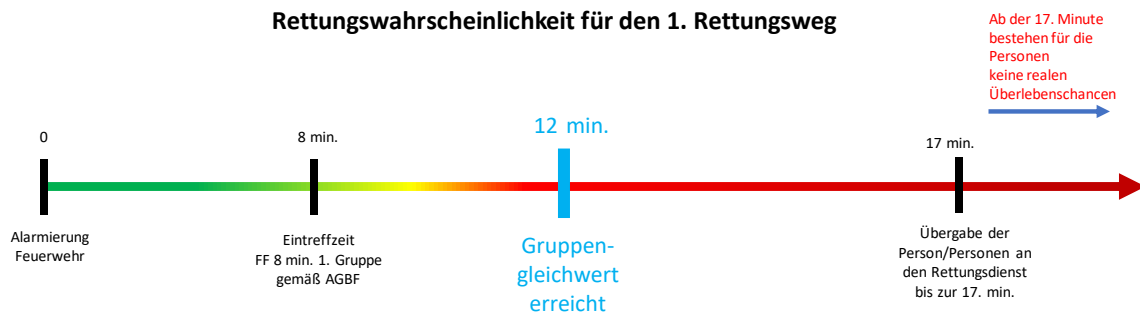 Rettungswahrscheinlichkeit für den 1. Rettungsweg
Ab der 17. Minute
bestehen für die
Personen
keine realen
Überlebenschancen
0
8 min.
12 min.
17 min.
Alarmierung
Feuerwehr
Eintreffzeit
FF 8 min. 1. Gruppe
gemäß AGBF
Gruppen-
gleichwert
erreicht
Übergabe der
Person/Personen an
den Rettungsdienst
bis zur 17. min.